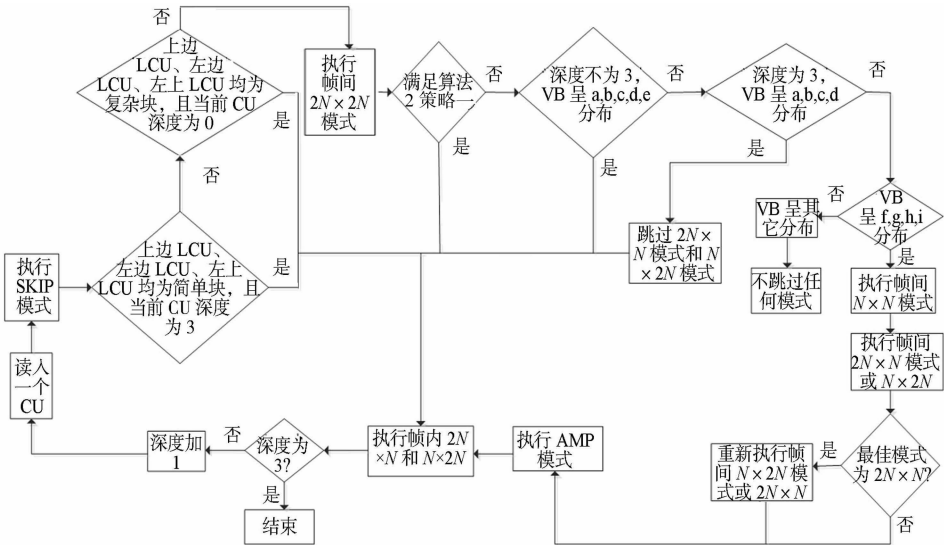 否
上边
LCU、左边
LCU、左上 LCU 均为
复杂块，且当前 CU
深度为 0
是
执行
帧间
2N×2N
模式
满足算法
2 策略一
否
是
深度不为 3，
VB 呈 a,b,c,d,e
分布
否
是
深度为 3，
VB 呈 a,b,c,d
分布
否
是
否
上边 LCU、
左边 LCU、左上
LCU 均为简单块，且
当前 CU 深度
为 3
是
执行
SKIP
模式
读入
一个
CU
跳过 2N×
N 模式和 N
×2N 模式
VB
呈 f,g,h,i
分布
否
是
VB 呈其
它分布
不跳过任
何模式
执行帧间
N×N 模式
执行帧间
2N×N 模式
或 N×2N
最佳模式
为 2N×N?
是
否
重新执行帧
间 N×2N 模
式或 2N×N
执行 AMP
模式
执行帧内 2N
×N 和 N×2N
深度为
3?
否
是
深度加
1
结束